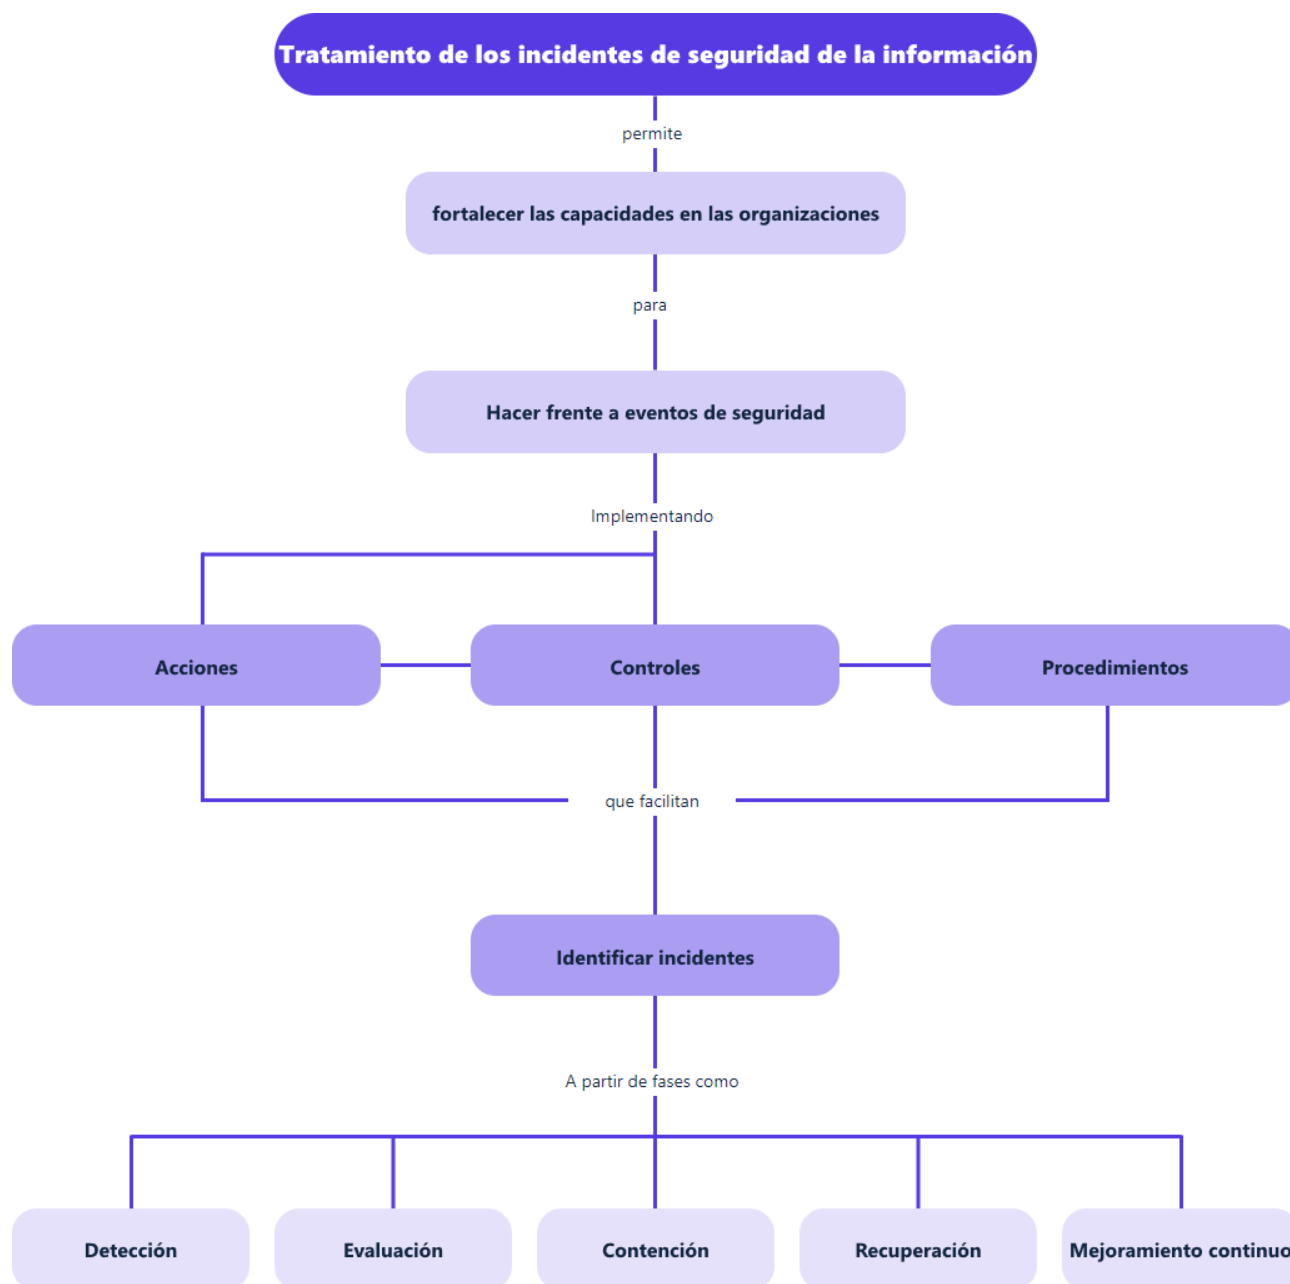 Tratamiento de los incidentes de seguridad de la información
permite
fortalecer las capacidades en las organizaciones
para
Hacer frente a eventos de seguridad
Implementando
Acciones
Controles
Procedimientos
que facilitan
Identificar incidentes
A partir de fases como
Detección
Evaluación
Contención
Recuperación
Mejoramiento continuo